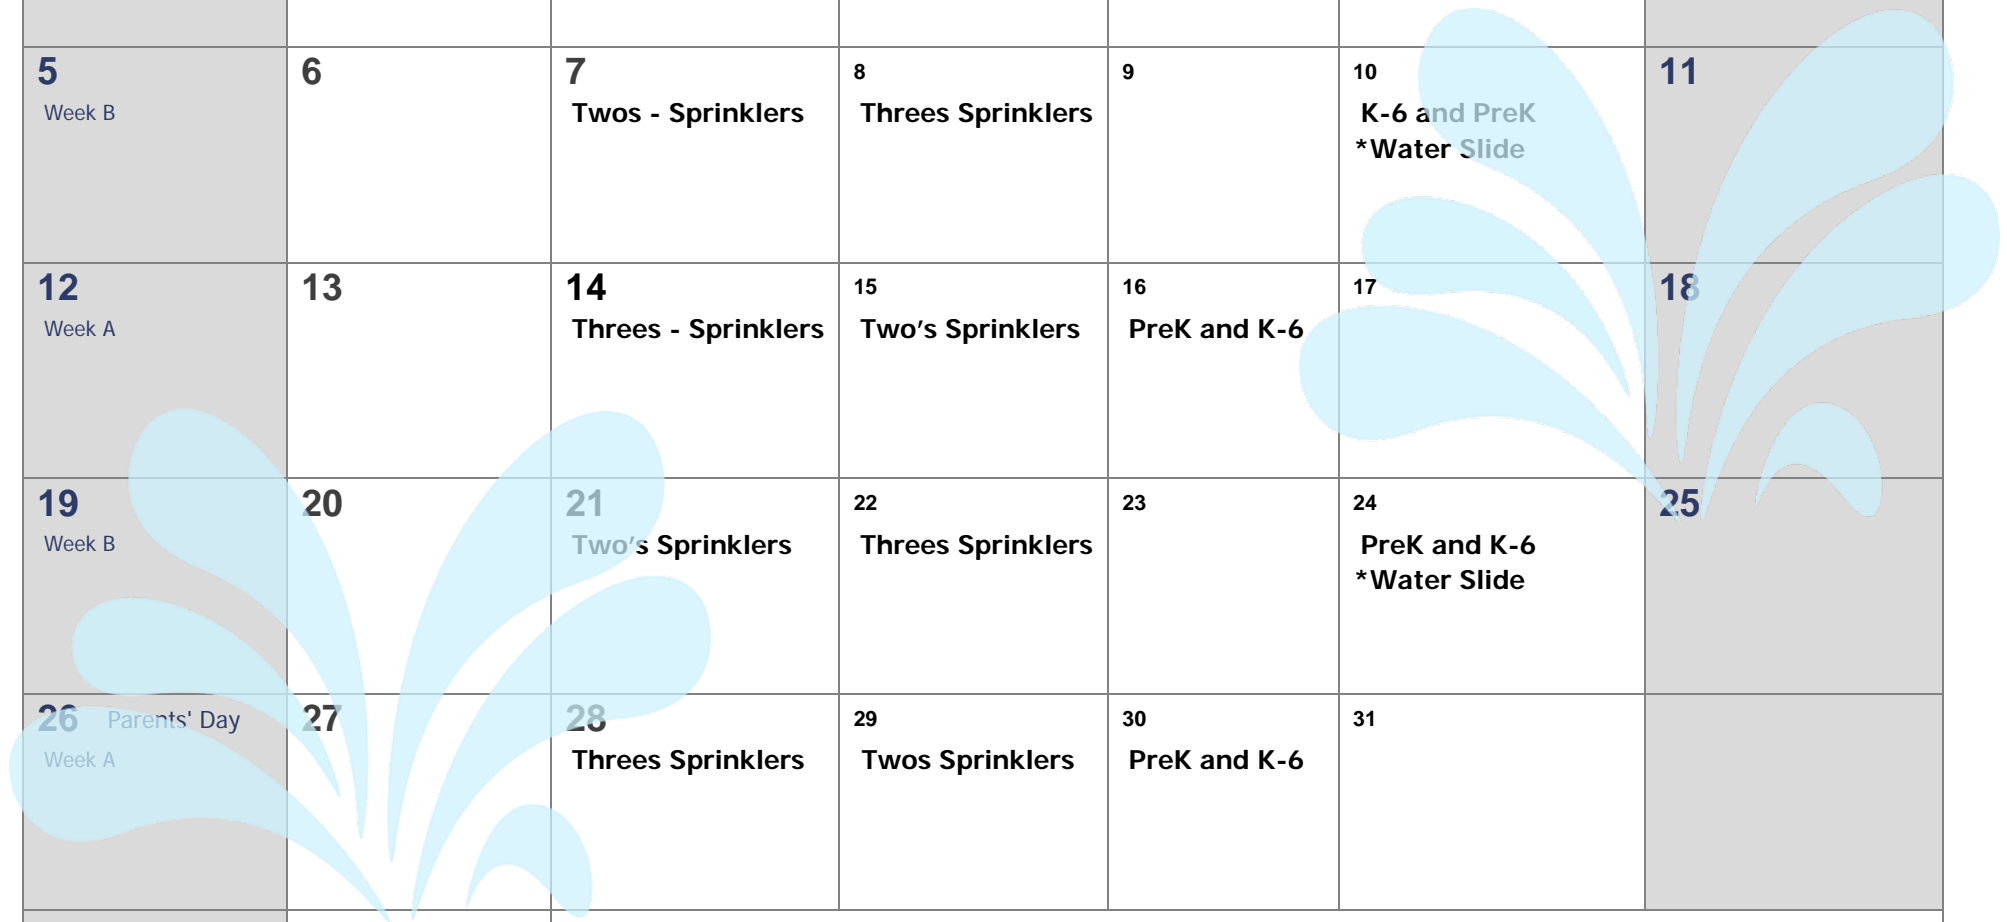 5
Week B
6
7
Twos - Sprinklers
8
Threes Sprinklers
9
10
K-6 and PreK
*Water Slide
11
12
Week A
13
14
Threes - Sprinklers
15
Two’s Sprinklers
16
PreK and K-6
17
18
19
Week B
20
21
Two’s Sprinklers
22
Threes Sprinklers
23
24
PreK and K-6
*Water Slide
25
26 Parents' Day
Week A
27
28
Threes Sprinklers
29
Twos Sprinklers
30
PreK and K-6
31